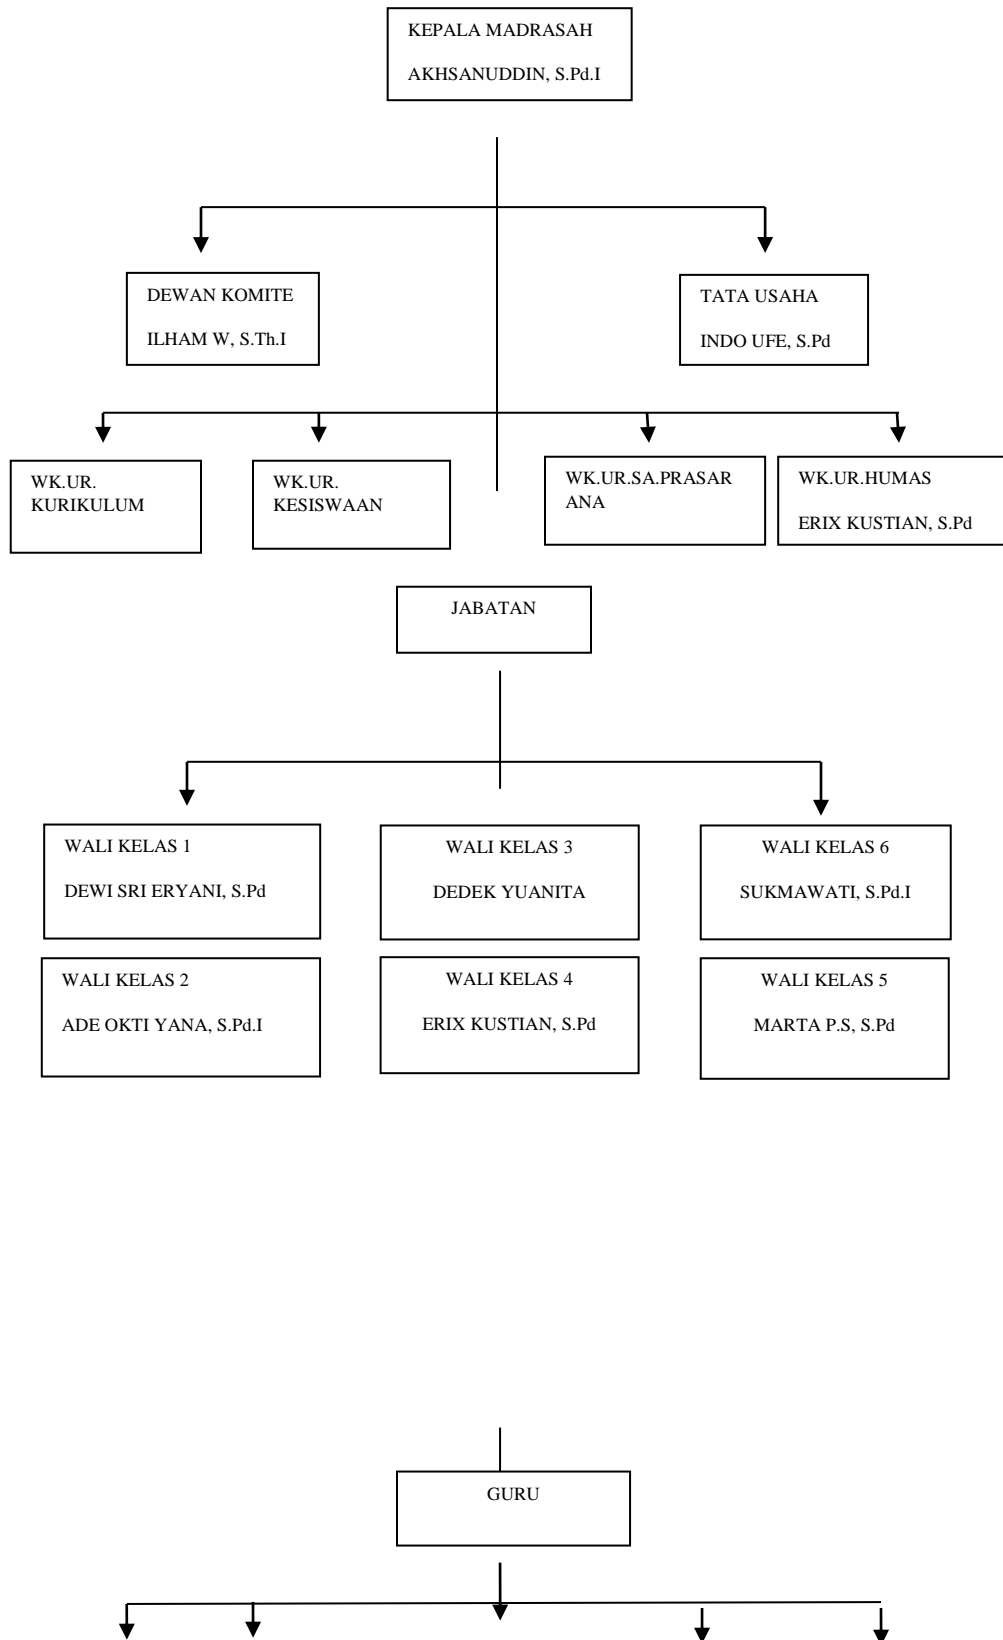 KEPALA MADRASAH
AKHSANUDDIN, S.Pd.I
DEWAN KOMITE
ILHAM W, S.Th.I
TATA USAHA
INDO UFE, S.Pd
WK.UR.
KURIKULUM
WK.UR.
KESISWAAN
WK.UR.SA.PRASAR
ANA
WK.UR.HUMAS
ERIX KUSTIAN, S.Pd
JABATAN
WALI KELAS 1
DEWI SRI ERYANI, S.Pd
WALI KELAS 3
DEDEK YUANITA
WALI KELAS 6
SUKMAWATI, S.Pd.I
WALI KELAS 2
ADE OKTI YANA, S.Pd.I
WALI KELAS 4
ERIX KUSTIAN, S.Pd
WALI KELAS 5
MARTA P.S, S.Pd
GURU